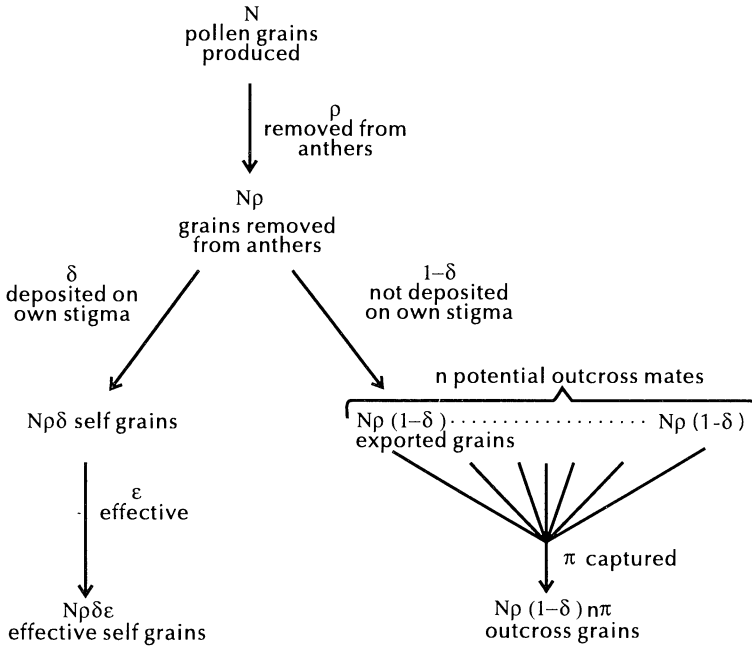 N
pollen grains
produced
ρ
removed from
anthers
Nρ
grains removed
from anthers
δ
deposited on
own stigma
1–δ
not deposited
on own stigma
n potential outcross mates
Nρδ self grains
Nρ (1–δ) . . . . . . . . . . . . . . . . . . . . Nρ (1-δ)
exported grains
ε
effective
π captured
Nρδε
effective self grains
Nρ (1–δ) nπ
outcross grains